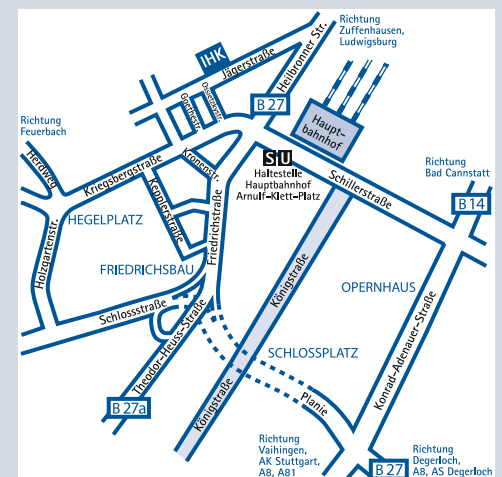 Richtung
Zuffenhausen,
Ludwigsburg
IHK
Jägerstraße
Heilbronner Str.
Ossietzkystr.
Goethestr.
B 27
Haupt-
bahnhof
Richtung
Feuerbach
Herdweg
Kriegsbergstraße
Kronenstr.
S U
Haltestelle
Hauptbahnhof
Arnulf-Klett-Platz
Schillerstraße
Richtung
Bad Cannstatt
B 14
Keplerstraße
Friedrichstraße
HEGELPLATZ
Holzgartenstr.
FRIEDRICHSBAU
Königstraße
OPERNHAUS
Schlossstraße
Theodor-Heuss-Straße
SCHLOSSPLATZ
Konrad-Adenauer-Straße
B 27a
Königstraße
Planie
Richtung
Vaihingen,
AK Stuttgart,
A8, A81
B 27
Richtung
Degerloch,
A8, AS Degerloch